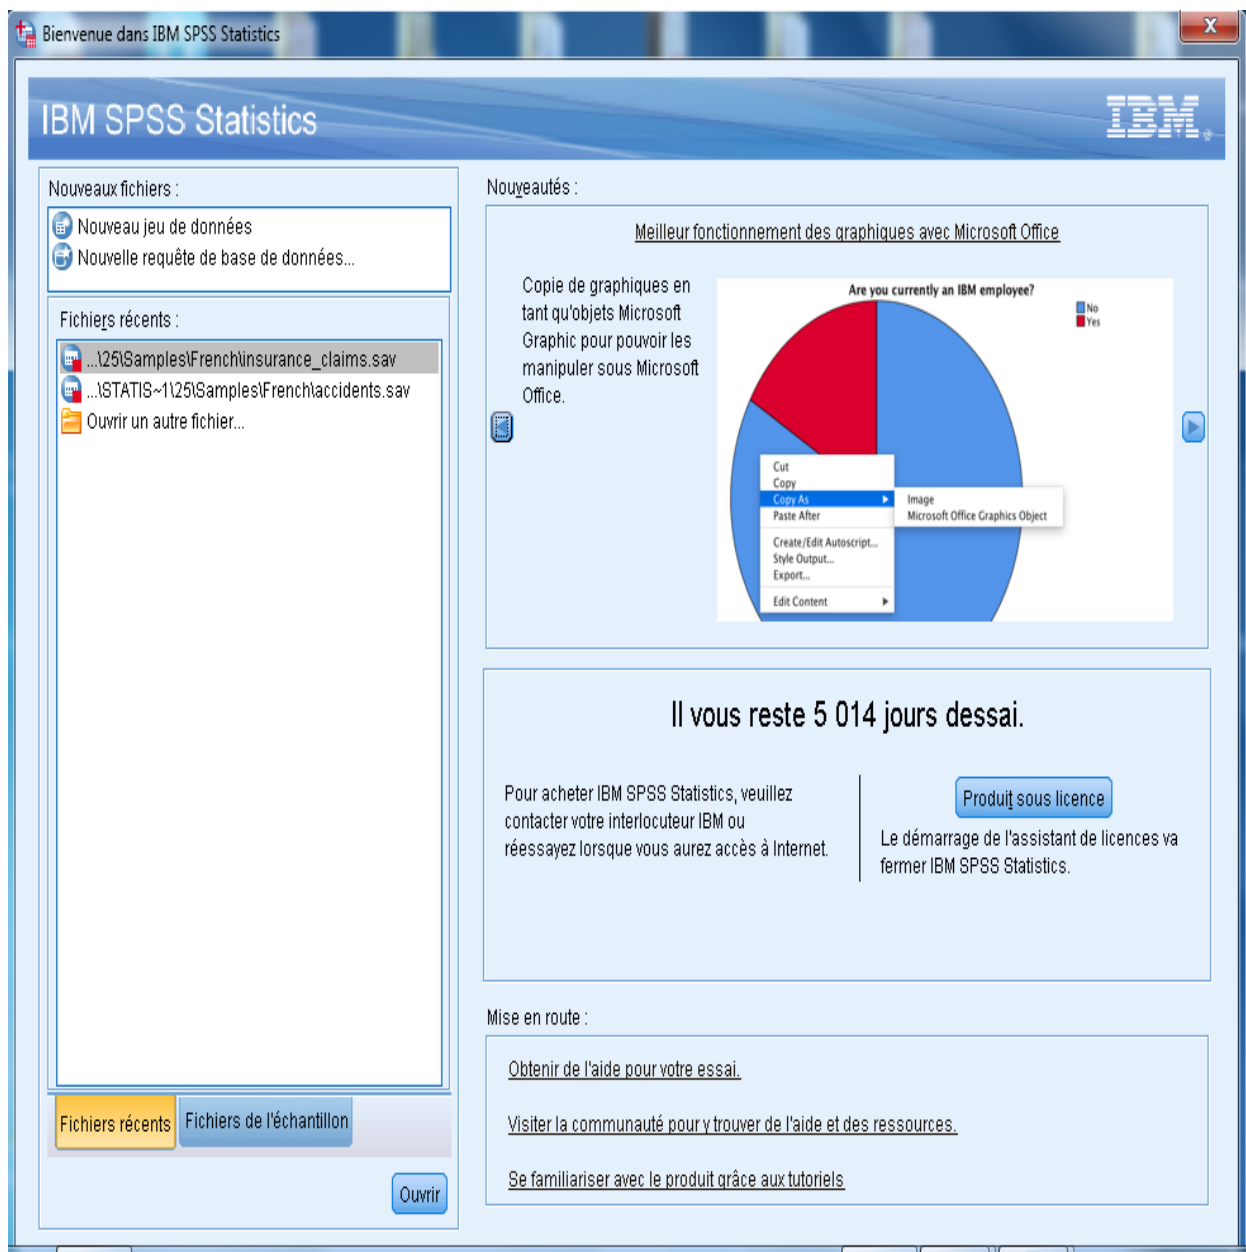 Bienvenue dans IBM SPSS Statistics
X
IBM SPSS Statistics
IBM
Nouveaux fichiers :
Nouveau jeu de données
Nouvelle requête de base de données...
Fichiers récents :
...\25\Samples\French\insurance_claims.sav
...\STATIS~1\25\Samples\French\accidents.sav
Ouvrir un autre fichier...
Fichiers récents
Fichiers de l'échantillon
Ouvrir
Nouveautés :
Meilleur fonctionnement des graphiques avec Microsoft Office
Copie de graphiques en
tant qu'objets Microsoft
Graphic pour pouvoir les
manipuler sous Microsoft
Office.
Are you currently an IBM employee?
No
Yes
Cut
Copy
Copy As
Paste After
Create/Edit Autoscript...
Style Output...
Export...
Edit Content
Image
Microsoft Office Graphics Object
Il vous reste 5 014 jours dessai.
Pour acheter IBM SPSS Statistics, veuillez
contacter votre interlocuteur IBM ou
réessayez lorsque vous aurez accès à Internet.
Produit sous licence
Le démarrage de l'assistant de licences va
fermer IBM SPSS Statistics.
Mise en route :
Obtenir de l'aide pour votre essai.
Visiter la communauté pour y trouver de l'aide et des ressources.
Se familiariser avec le produit grâce aux tutoriels